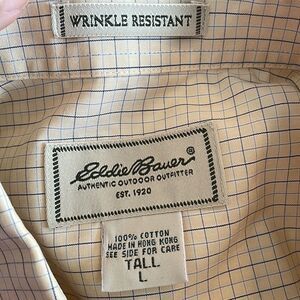 WRINKLE RESISTANT
Eddie Bauer®
AUTHENTIC OUTDOOR OUTFITTER
EST. 1920
100% COTTON
MADE IN HONG KONG
SEE SIDE FOR CARE
TALL
L